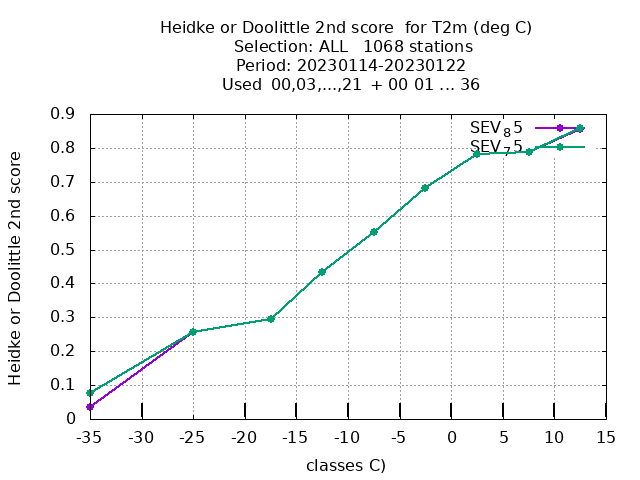 Heidke or Doolittle 2nd score  for T2m (deg C)
Selection: ALL   1068 stations
Period: 20230114-20230122
Used  00,03,...,21  + 00 01 ... 36
Heidke or Doolittle 2nd score
0.9
0.8
0.7
0.6
0.5
0.4
0.3
0.2
0.1
0
SEV₈5
SEV₇5
-35 -30 -25 -20 -15 -10 -5 0 5 10 15
classes C)